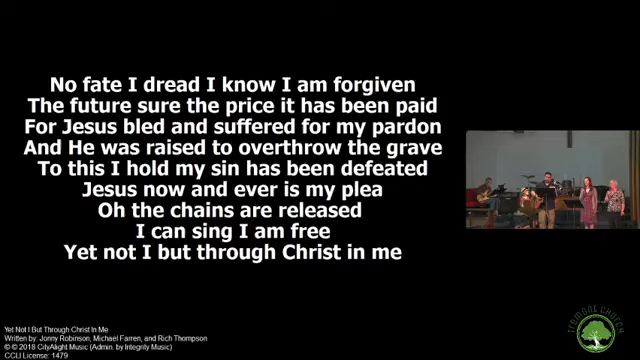 No fate I dread I know I am forgiven
The future sure the price it has been paid
For Jesus bled and suffered for my pardon
And He was raised to overthrow the grave
To this I hold my sin has been defeated
Jesus now and ever is my plea
Oh the chains are released
I can sing I am free
Yet not I but through Christ in me
Yet Not I But Through Christ In Me
Written by: Jonny Robinson, Michael Farren, and Rich Thompson
© © 2018 CityAlight Music (Admin. by Integrity Music)
CCLI License: 1479
TREMONT CHURCH